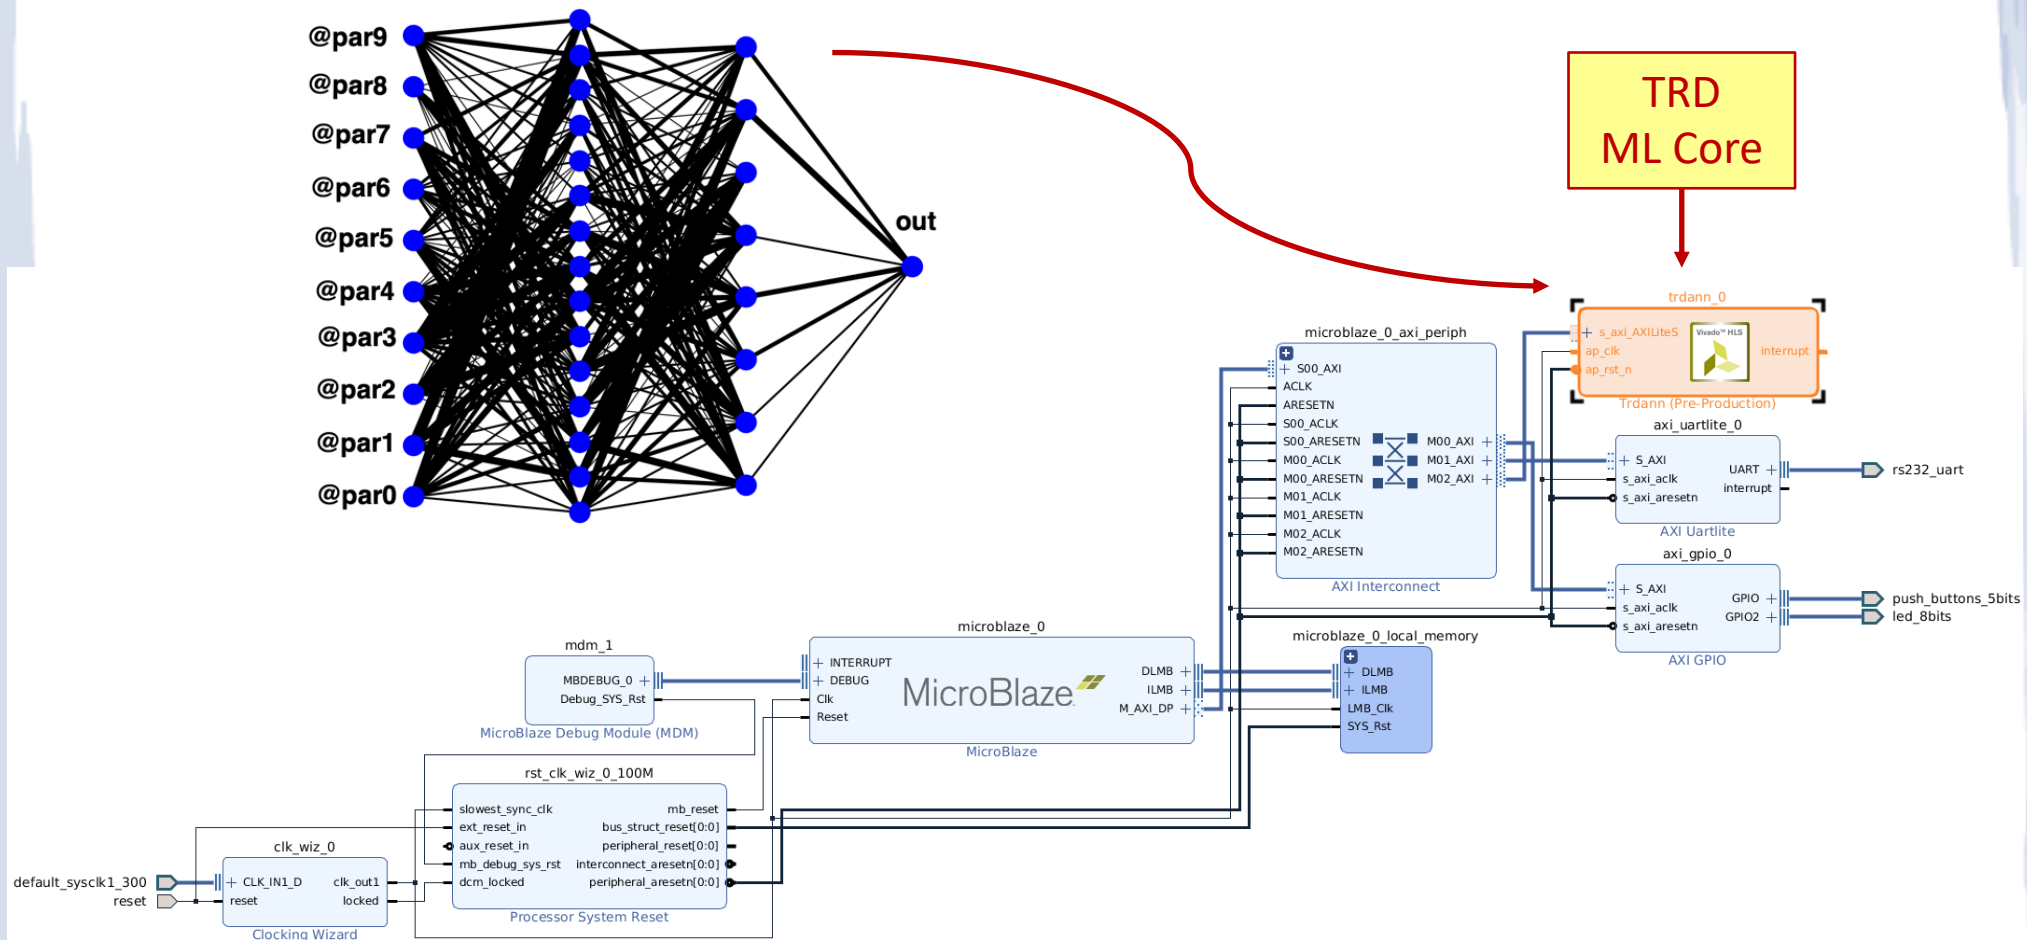 @par9
@par8
@par7
@par6
@par5
@par4
@par3
@par2
@par1
@par0
out
TRD
ML Core
trdann_0
s_axi_AXILiteS
ap_clk
ap_rst_n
Vivado™ HLS
interrupt
Trdann (Pre-Production)
microblaze_0_axi_periph
S00_AXI
ACLK
ARESETN
S00_ACLK
S00_ARESETN
M00_ACLK
M00_ARESETN
M01_ACLK
M01_ARESETN
M02_ACLK
M02_ARESETN
M00_AXI
M01_AXI
M02_AXI
AXI Interconnect
axi_uartlite_0
S_AXI
s_axi_aclk
s_axi_aresetn
UART
interrupt
AXI Uartlite
rs232_uart
axi_gpio_0
S_AXI
s_axi_aclk
s_axi_aresetn
GPIO
GPIO2
AXI GPIO
push_buttons_5bits
led_8bits
mdm_1
MBDEBUG_0
Debug_SYS_Rst
MicroBlaze Debug Module (MDM)
microblaze_0
INTERRUPT
DEBUG
Clk
Reset
MicroBlaze
DLMB
ILMB
M_AXI_DP
MicroBlaze
microblaze_0_local_memory
DLMB
ILMB
LMB_Clk
SYS_Rst
rst_clk_wiz_0_100M
slowest_sync_clk
ext_reset_in
aux_reset_in
mb_debug_sys_rst
dcm_locked
mb_reset
bus_struct_reset[0:0]
peripheral_reset[0:0]
interconnect_aresetn[0:0]
peripheral_aresetn[0:0]
Processor System Reset
default_sysclk1_300
reset
clk_wiz_0
CLK_IN1_D
reset
clk_out1
locked
Clocking Wizard